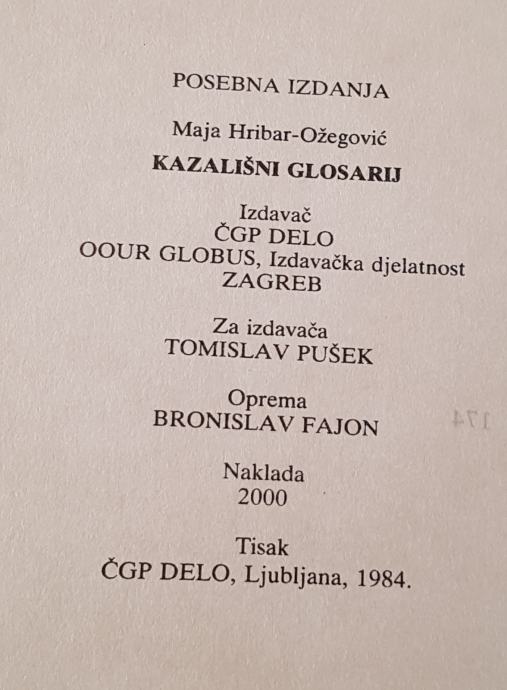 POSEBNA IZDANJA
Maja Hribar-Ožegović
KAZALIŠNI GLOSARIJ
Izdavač
ČGP DELO
OOUR GLOBUS, Izdavačka djelatnost
ZAGREB
Za izdavača
TOMISLAV PUŠEK
Oprema
BRONISLAV FAJON
174
Naklada
2000
Tisak
ČGP DELO, Ljubljana, 1984.